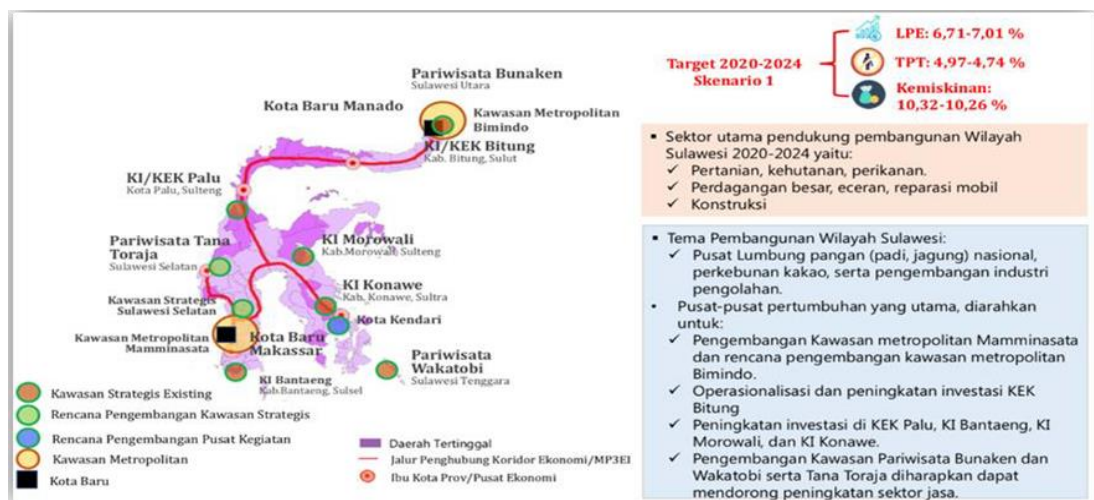 Target 2020-2024
Skenario 1
LPE: 6,71-7,01 %
TPT: 4,97-4,74 %
Kemiskinan:
10,32-10,26 %
Pariwisata Bunaken
Sulawesi Utara
Kota Baru Manado
Kawasan Metropolitan
Bimindo
KI/KEK Bitung
Kab. Bitung, Sulut
KI/KEK Palu
Kota Palu, Sulteng
Pariwisata Tana
Toraja
Sulawesi Selatan
KI Morowali
Kab.Morowali, Sulteng
KI Konawe
Kab. Konawe, Sultra
Kawasan Strategis
Sulawesi Selatan
Kota Kendari
Kawasan Metropolitan
Mamminasata
Kota Baru
Makassar
Pariwisata
Wakatobi
Sulawesi Tenggara
KI Bantaeng
Kab.Bantaeng, Sulsel
Kawasan Strategis Existing
Rencana Pengembangan Kawasan Strategis
Rencana Pengembangan Pusat Kegiatan
Kawasan Metropolitan
Kota Baru
Daerah Tertinggal
Jalur Penghubung Koridor Ekonomi/MP3EI
Ibu Kota Prov/Pusat Ekonomi
▪ Sektor utama pendukung pembangunan Wilayah
Sulawesi 2020-2024 yaitu:
✓ Pertanian, kehutanan, perikanan.
✓ Perdagangan besar, eceran, reparasi mobil
✓ Konstruksi
▪ Tema Pembangunan Wilayah Sulawesi:
✓ Pusat Lumbung pangan (padi, jagung) nasional,
perkebunan kakao, serta pengembangan industri
pengolahan.
• Pusat-pusat pertumbuhan yang utama, diarahkan
untuk:
✓ Pengembangan Kawasan metropolitan Mamminasata
dan rencana pengembangan kawasan metropolitan
Bimindo.
✓ Operasionalisasi dan peningkatan investasi KEK
Bitung
✓ Peningkatan investasi di KEK Palu, KI Bantaeng, KI
Morowali, dan KI Konawe.
✓ Pengembangan Kawasan Pariwisata Bunaken dan
Wakatobi serta Tana Toraja diharapkan dapat
mendorong peningkatan sektor jasa.